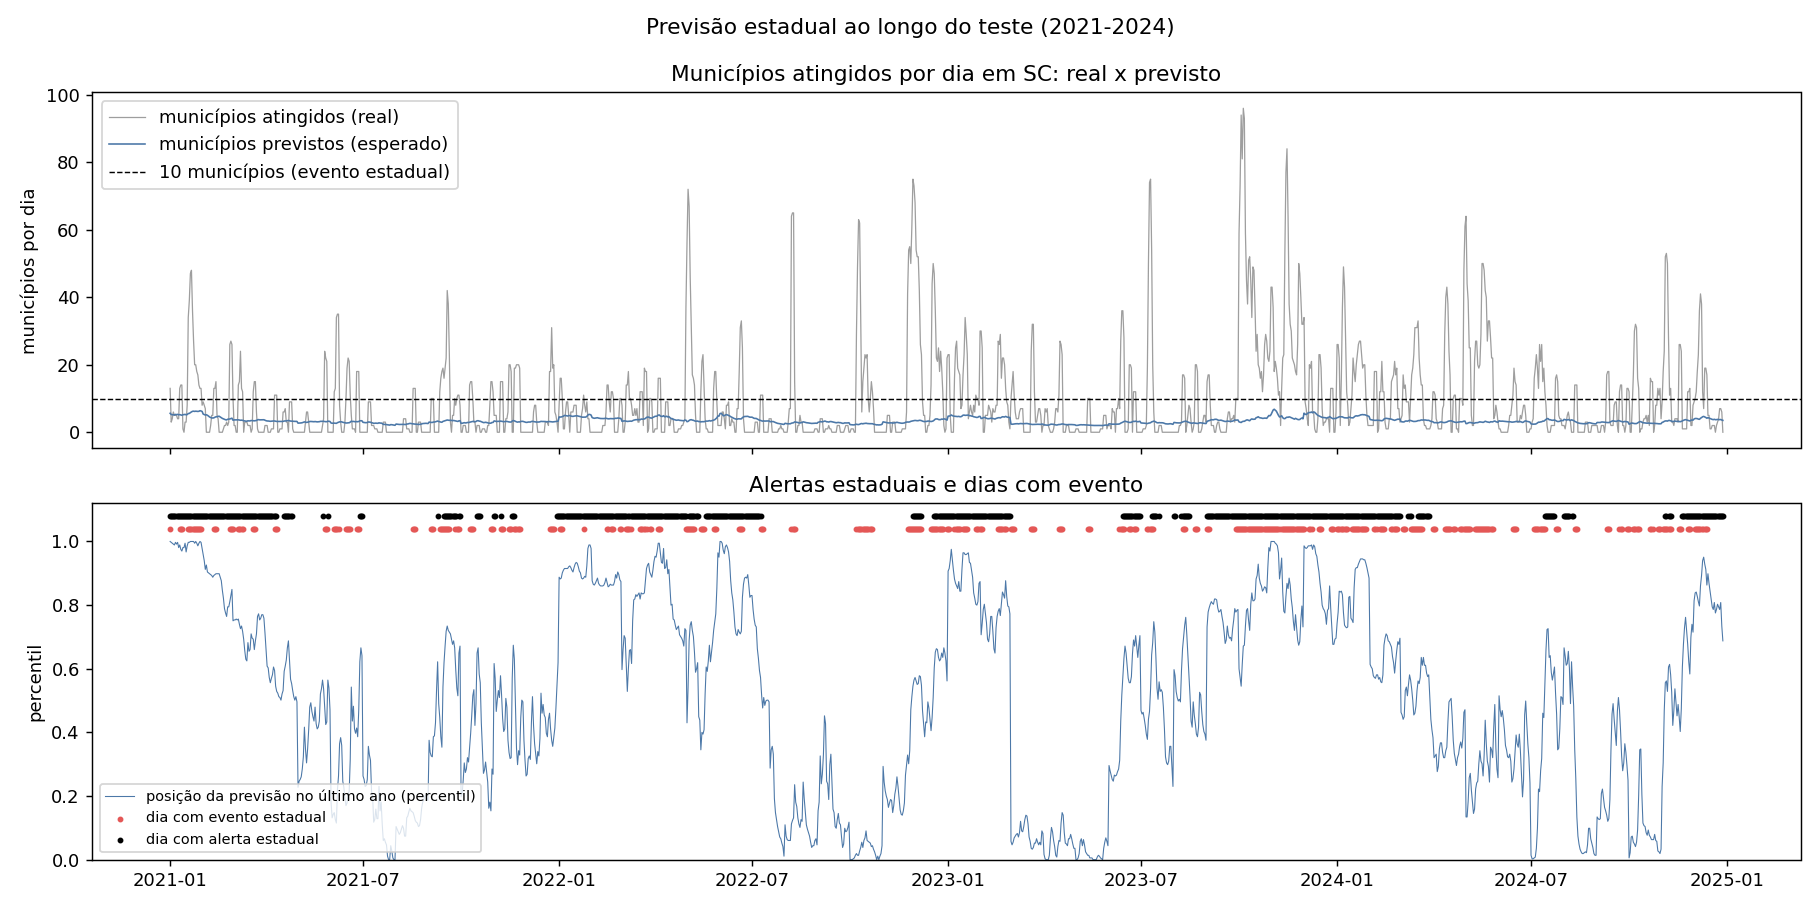 Previsão estadual ao longo do teste (2021-2024)
Municípios atingidos por dia em SC: real x previsto
municípios por dia
100
80
60
40
20
0
municípios atingidos (real)
municípios previstos (esperado)
10 municípios (evento estadual)
Alertas estaduais e dias com evento
percentil
1.0
0.8
0.6
0.4
0.2
0.0
posição da previsão no último ano (percentil)
dia com evento estadual
dia com alerta estadual
2021-01
2021-07
2022-01
2022-07
2023-01
2023-07
2024-01
2024-07
2025-01